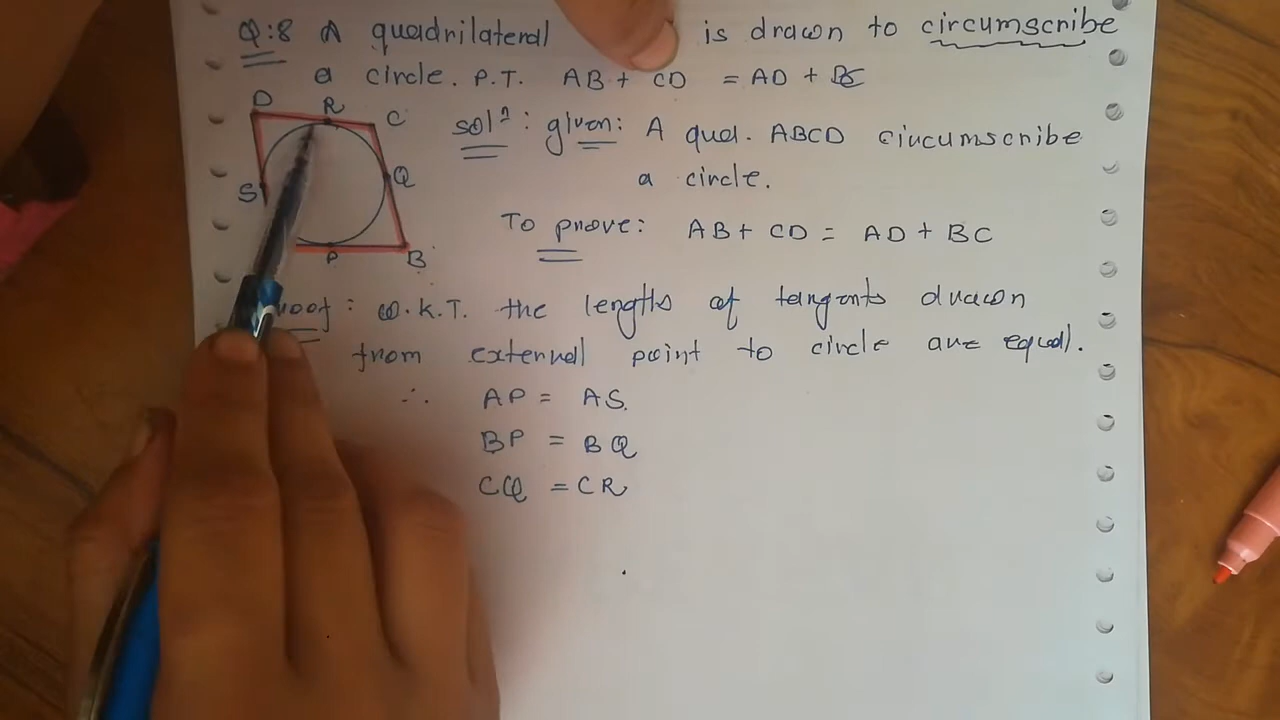 Q:8 A quadrilateral is drawn to circumscribe
a circle. P.T. AB + CD = AD + BC
D R C
solⁿ: given: A quad. ABCD circumscribe
a circle.
S Q
To prove: AB + CD = AD + BC
P B
: W.K.T. the lengths of tangents drawn
from external point to circle are equal.
∴ AP = AS.
BP = BQ
CQ = CR